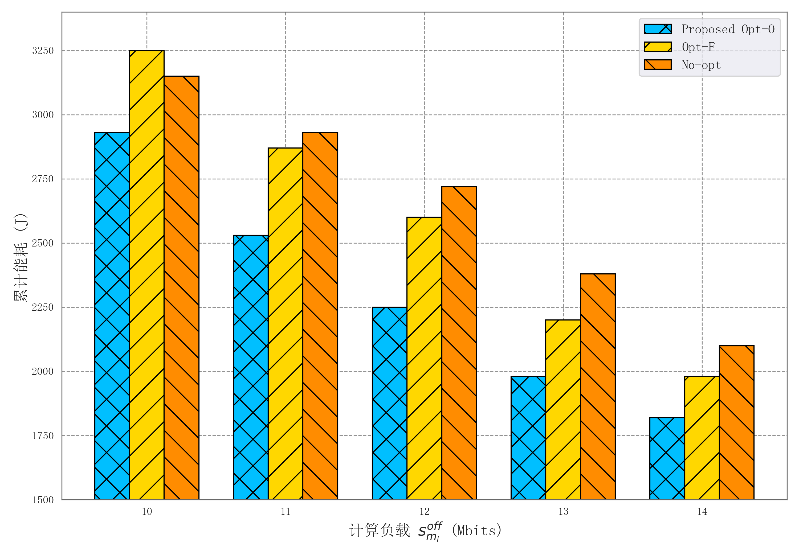 Proposed Opt-O
Opt-F
No-opt
累计能耗 (J)
3250
3000
2750
2500
2250
2000
1750
1500
10 11 12 13 14
计算负载 $s_{m_i}^{off}$ (Mbits)